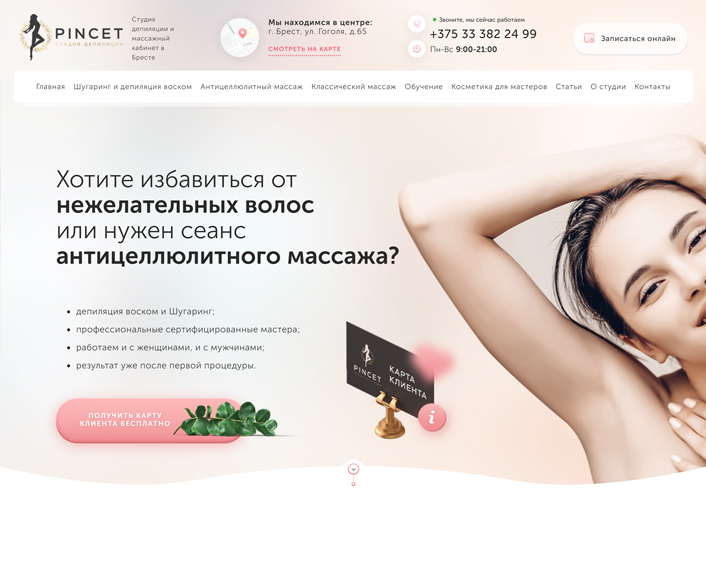 PINCET
СТУДИЯ ДЕПИЛЯЦИИ
Студия
депиляции и
массажный
кабинет в
Бресте
Мы находимся в центре:
г. Брест, ул. Гоголя, д.65
СМОТРЕТЬ НА КАРТЕ
Звоните, мы сейчас работаем
+375 33 382 24 99
Пн-Вс 9:00-21:00
Записаться онлайн
Главная Шугаринг и депиляция воском Антицеллюлитный массаж Классический массаж Обучение Косметика для мастеров Статьи О студии Контакты
Хотите избавиться от
нежелательных волос
или нужен сеанс
антицеллюлитного массажа?
депиляция воском и Шугаринг;
профессиональные сертифицированные мастера;
работаем и с женщинами, и с мужчинами;
результат уже после первой процедуры.
PINCET
КАРТА
КЛИЕНТА
i
ПОЛУЧИТЬ КАРТУ
КЛИЕНТА БЕСПЛАТНО